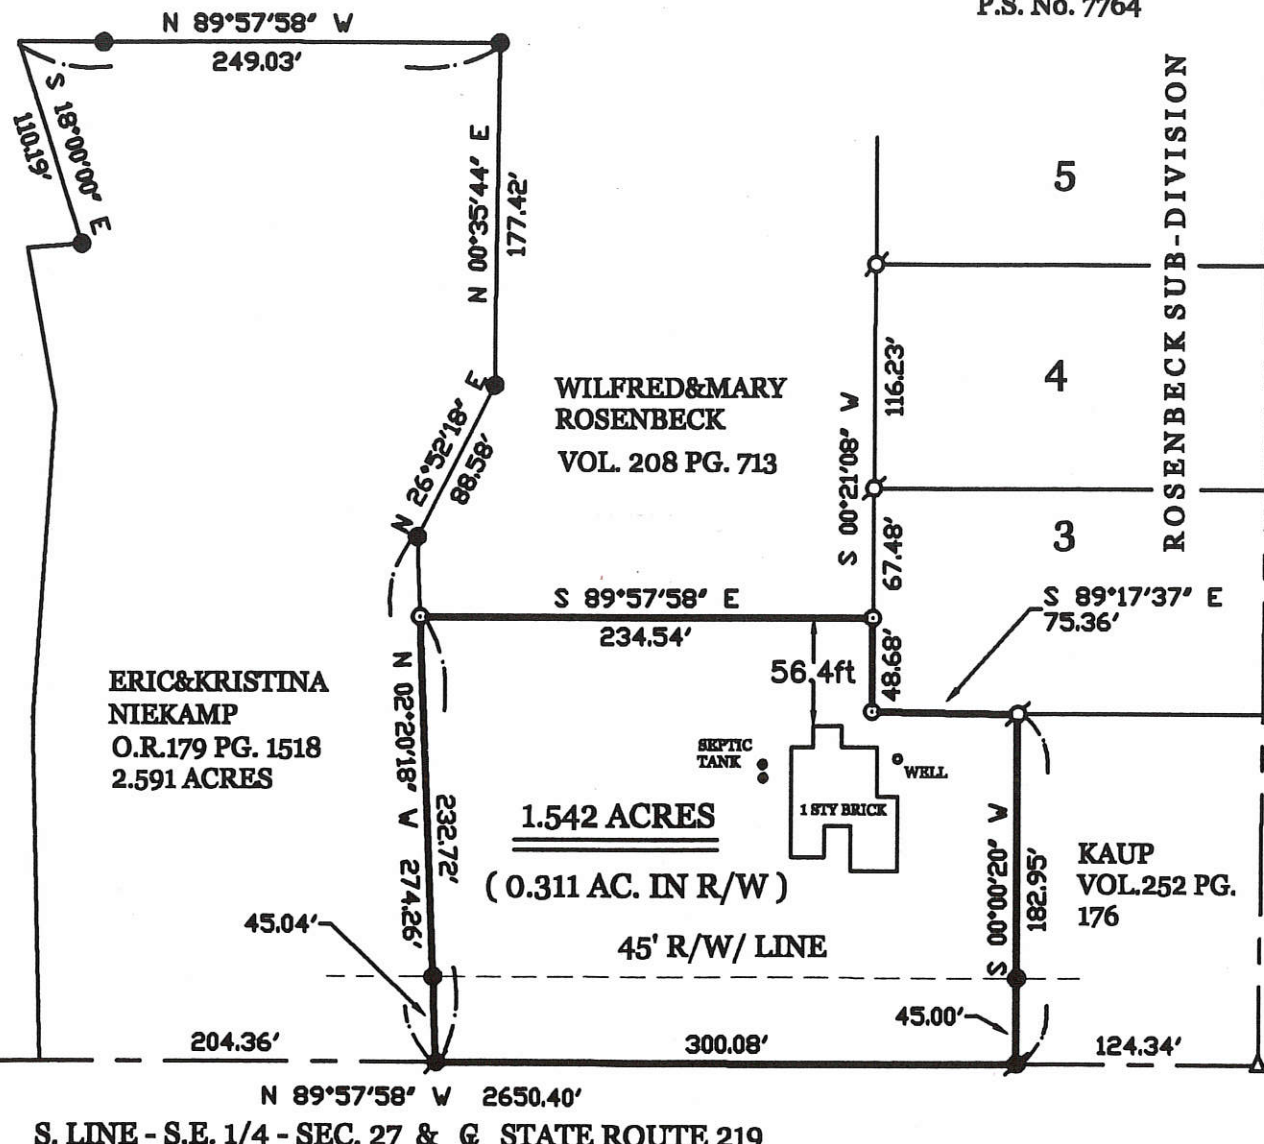 P.S. No. 7764
N 89°57'58" W
249.03'
S 18°00'00" E
110.19'
N 00°35'44" E
177.42'
5
ROSENBECK SUB-DIVISION
116.23'
4
WILFRED&MARY
ROSENBECK
VOL. 208 PG. 713
N 26°52'18" E
88.58'
S 00°21'08" W
67.48'
3
S 89°17'37" E
75.36'
S 89°57'58" E
234.54'
48.68'
56.4ft
ERIC&KRISTINA
NIEKAMP
O.R.179 PG. 1518
2.591 ACRES
N 02°20'18" W 274.26'
232.72'
SEPTIC
TANK
WELL
1 STY BRICK
1.542 ACRES
( 0.311 AC. IN R/W )
S 00°00'20" W
182.95'
KAUP
VOL.252 PG.
176
45.04'
45' R/W/ LINE
45.00'
204.36'
300.08'
124.34'
N 89°57'58" W 2650.40'
S. LINE - S.E. 1/4 - SEC. 27 & ₢ STATE ROUTE 219